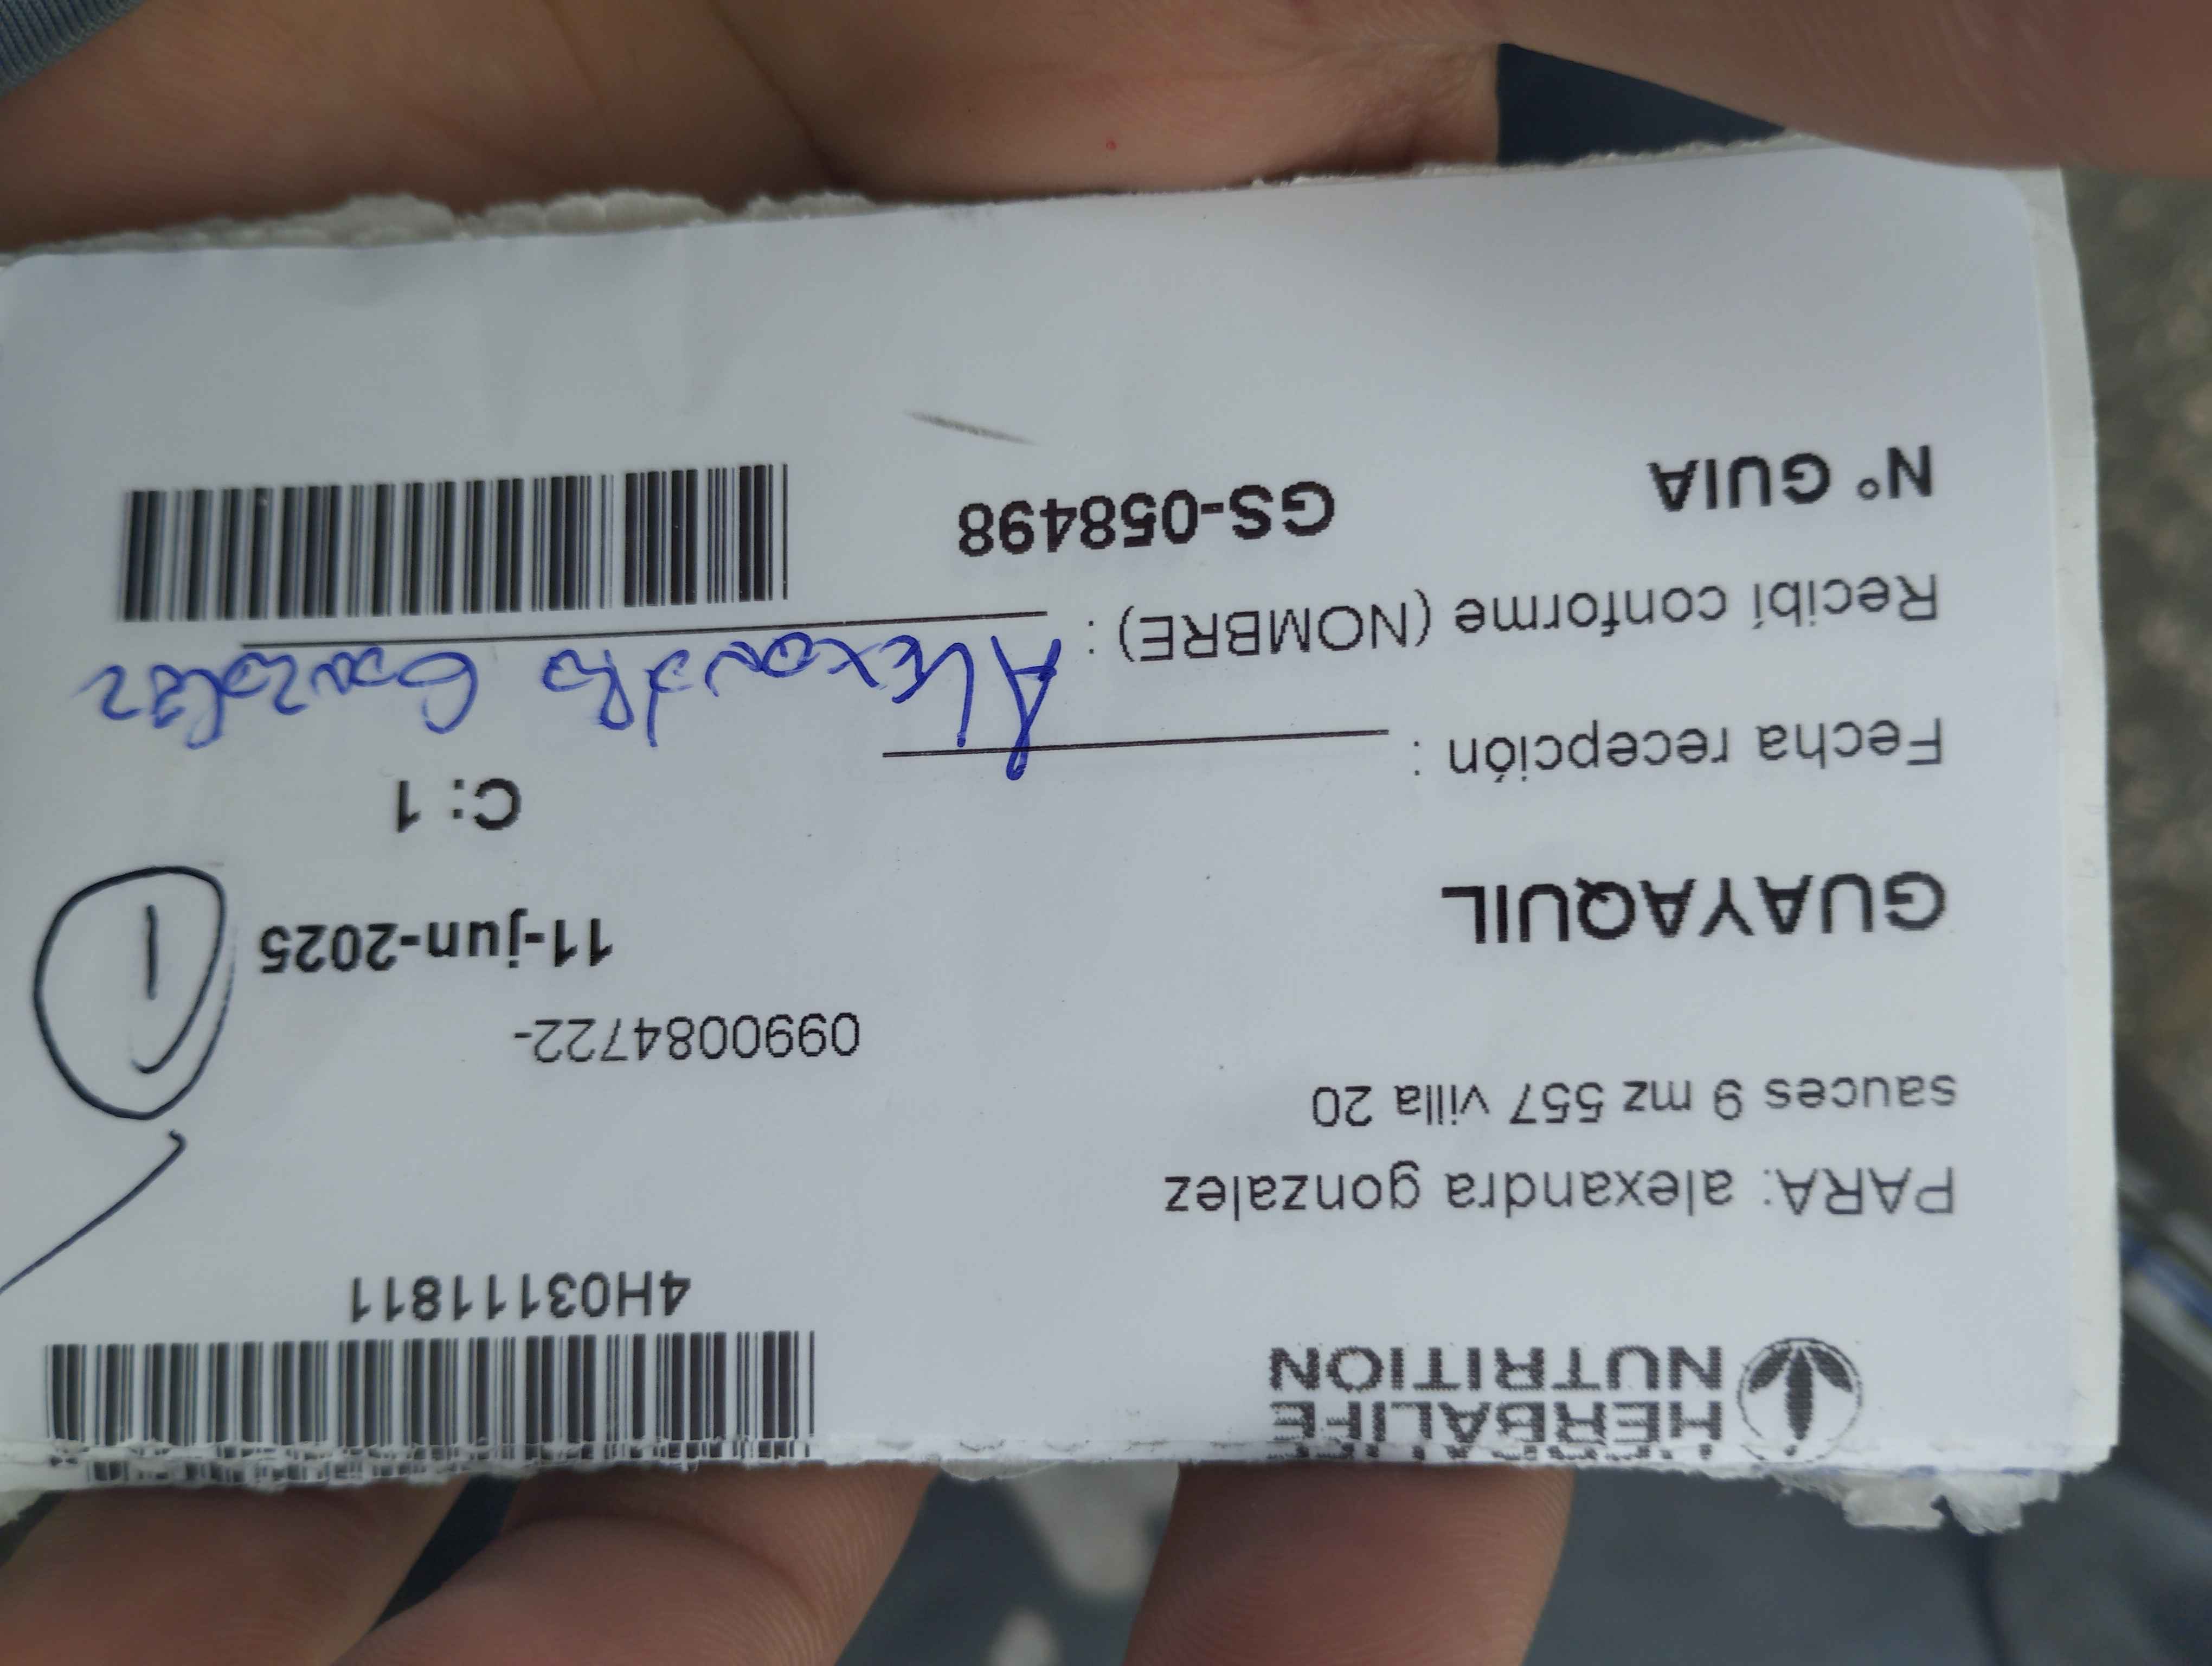 HERBALIFE
NUTRITION
4H03111811
PARA: alexandra gonzalez
sauces 9 mz 557 villa 20
0990084722-
GUAYAQUIL
11-jun-2025
1
C: 1
Fecha recepción :
Recibí conforme (NOMBRE) : Alexandra Gonzalez
N° GUIA GS-058498